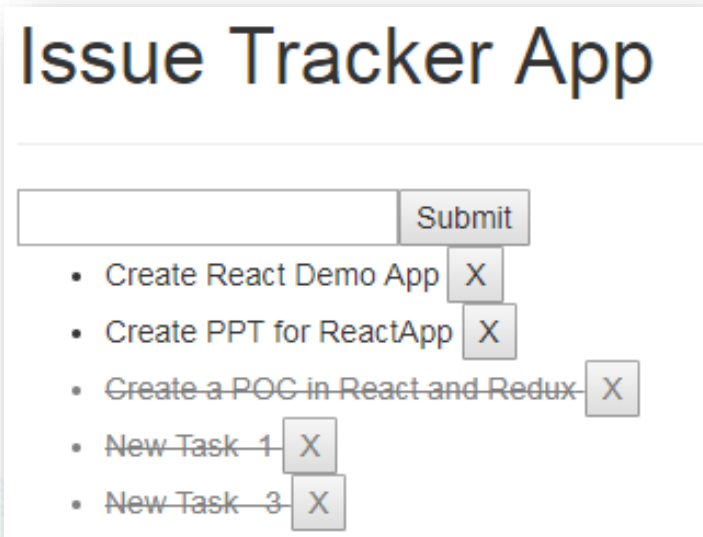 Issue Tracker App
Submit
Create React Demo App X
Create PPT for ReactApp X
Create a POC in React and Redux X
New Task 1 X
New Task 3 X